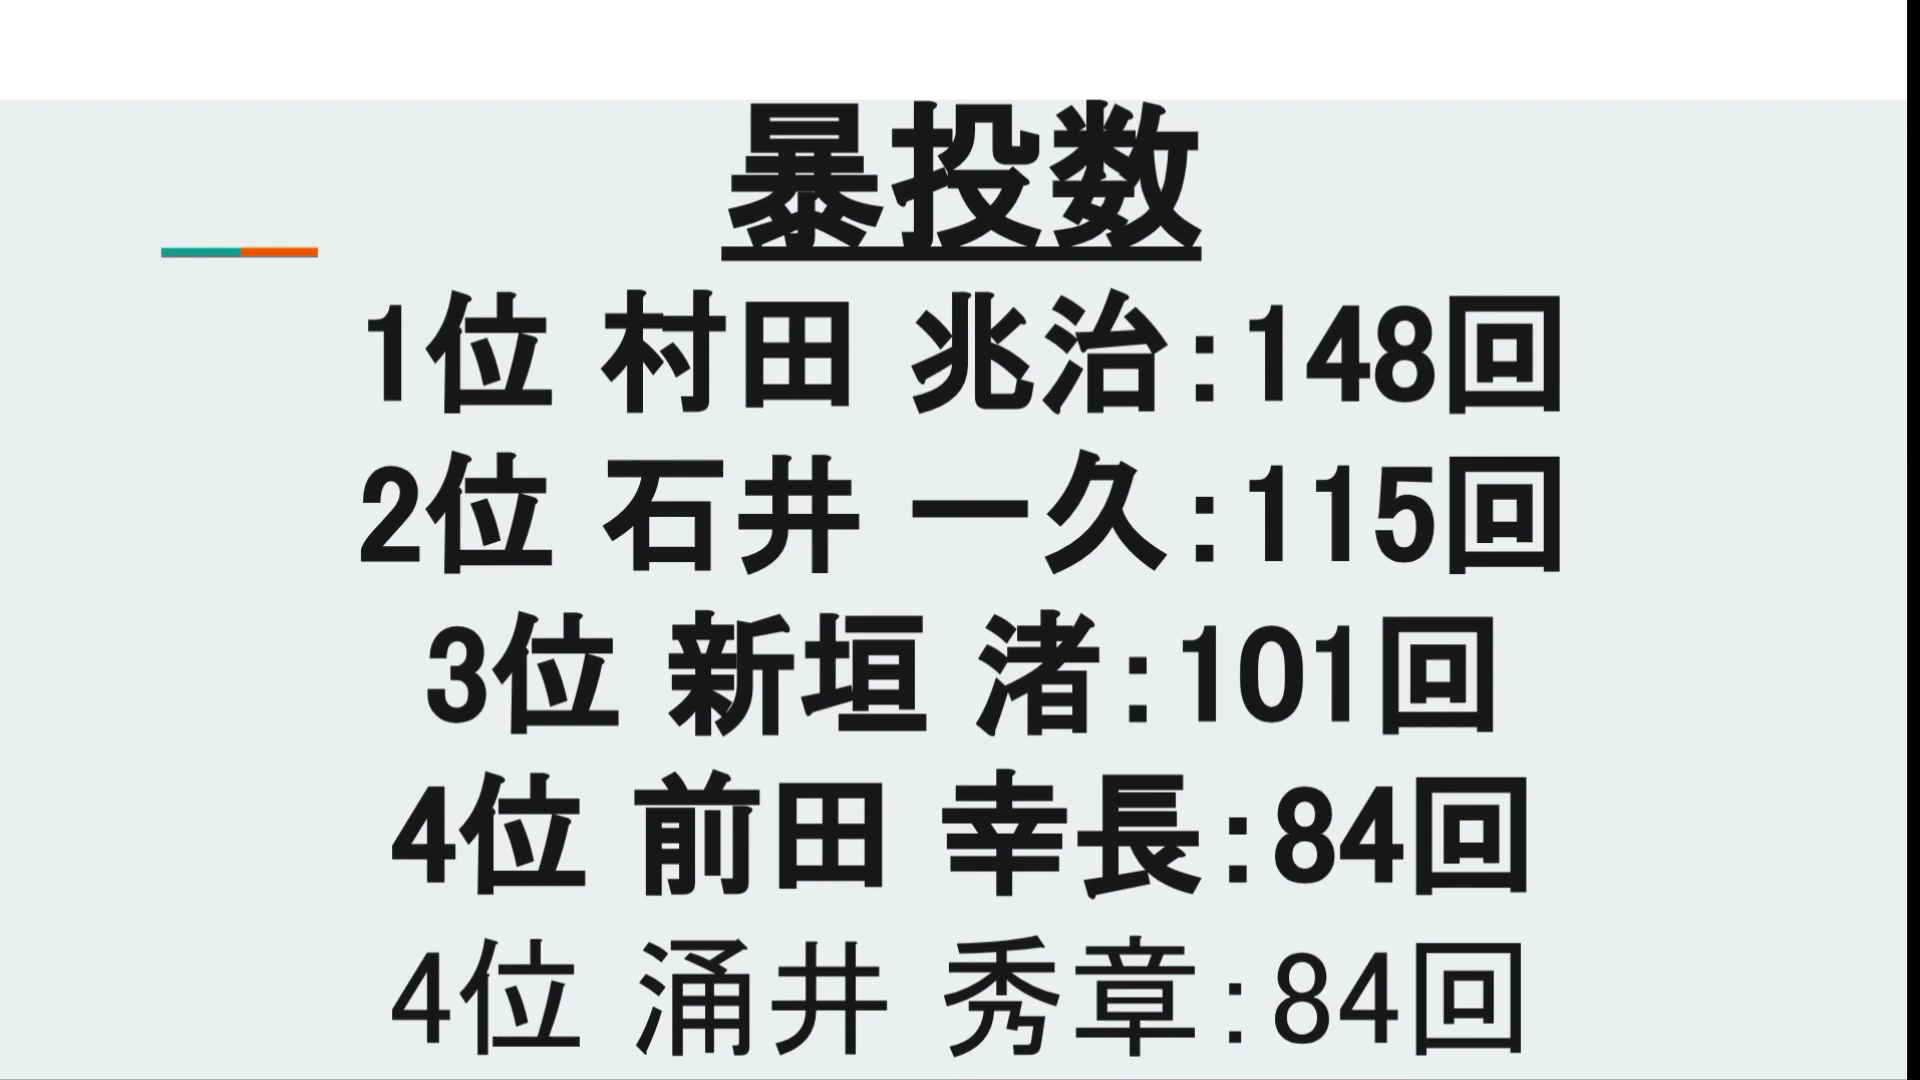 暴投数
1位 村田 兆治:148回
2位 石井 一久:115回
3位 新垣 渚:101回
4位 前田 幸長:84回
4位 涌井 秀章:84回